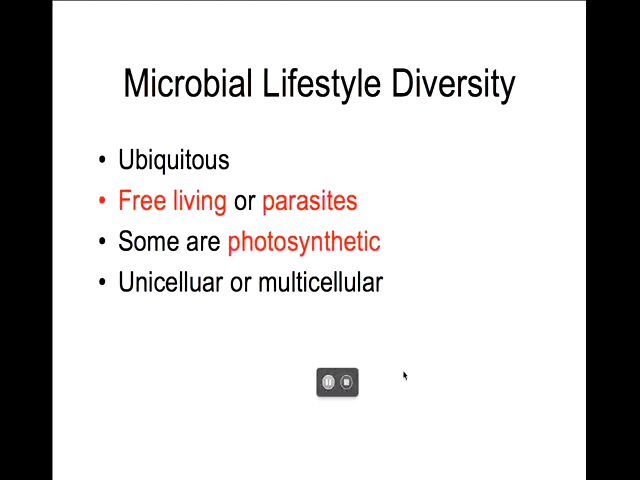 Microbial Lifestyle Diversity
• Ubiquitous
• Free living or parasites
• Some are photosynthetic
• Unicelluar or multicellular